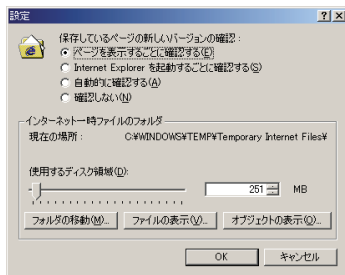 設定
保存しているページの新しいバージョンの確認:
ページを表示するごとに確認する(E)
Internet Explorer を起動するごとに確認する(S)
自動的に確認する(A)
確認しない(N)
インターネット一時ファイルのフォルダ
現在の場所: C:¥WINDOWS¥TEMP¥Temporary Internet Files¥
使用するディスク領域(D):
251 MB
フォルダの移動(M)... ファイルの表示(V)... オブジェクトの表示(O)...
OK キャンセル